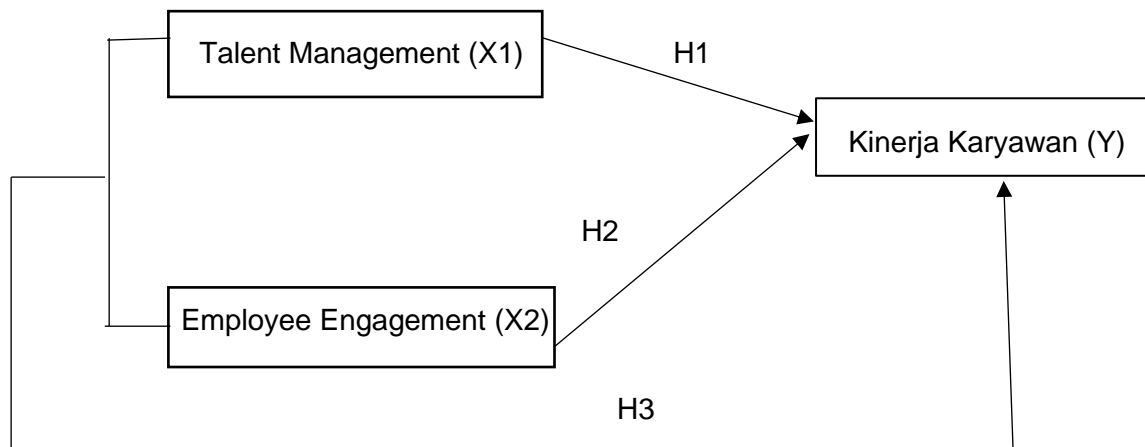 Talent Management (X1)
H1
Kinerja Karyawan (Y)
H2
Employee Engagement (X2)
H3